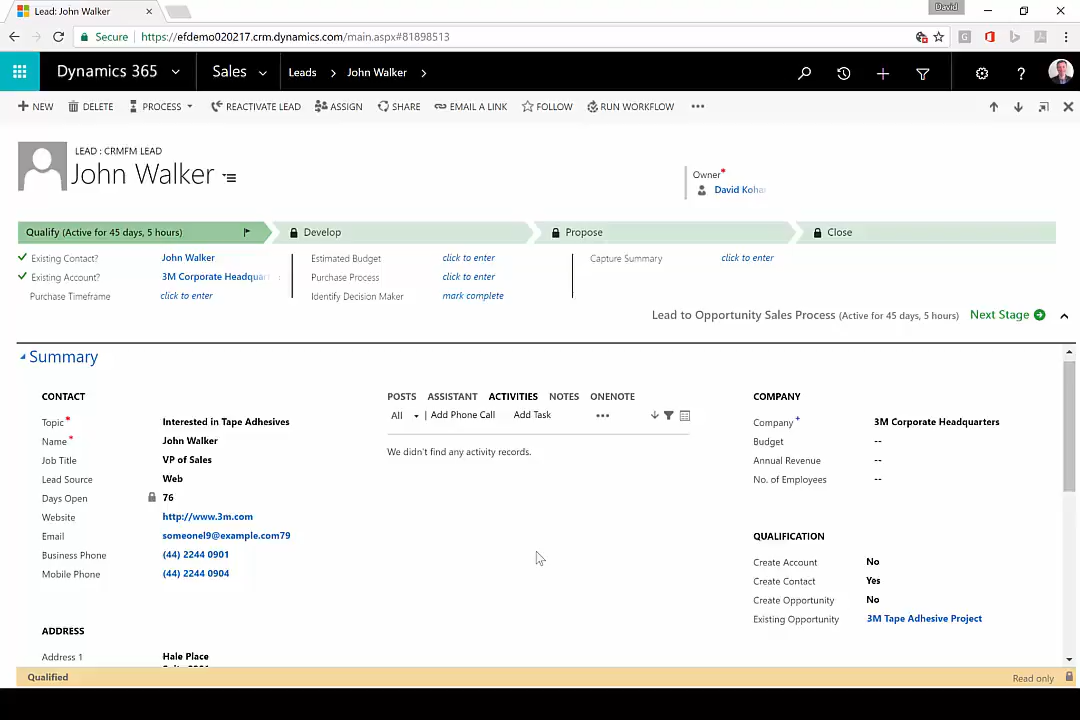 Lead: John Walker
David
Secure https://efdemo020217.crm.dynamics.com/main.aspx#81898513
Dynamics 365 Sales Leads John Walker
NEW DELETE PROCESS REACTIVATE LEAD ASSIGN SHARE EMAIL A LINK FOLLOW RUN WORKFLOW
LEAD : CRMFM LEAD
John Walker
Owner*
David Kohar
Qualify (Active for 45 days, 5 hours) Develop Propose Close
Existing Contact? John Walker Estimated Budget click to enter Capture Summary click to enter
Existing Account? 3M Corporate Headquar Purchase Process click to enter
Purchase Timeframe click to enter Identify Decision Maker mark complete
Lead to Opportunity Sales Process (Active for 45 days, 5 hours) Next Stage
Summary
CONTACT
Topic* Interested in Tape Adhesives
Name* John Walker
Job Title VP of Sales
Lead Source Web
Days Open 76
Website http://www.3m.com
Email someonel9@example.com79
Business Phone (44) 2244 0901
Mobile Phone (44) 2244 0904
ADDRESS
Address 1 Hale Place
POSTS ASSISTANT ACTIVITIES NOTES ONENOTE
All | Add Phone Call Add Task
We didn't find any activity records.
COMPANY
Company+ 3M Corporate Headquarters
Budget --
Annual Revenue --
No. of Employees --
QUALIFICATION
Create Account No
Create Contact Yes
Create Opportunity No
Existing Opportunity 3M Tape Adhesive Project
Qualified Read only